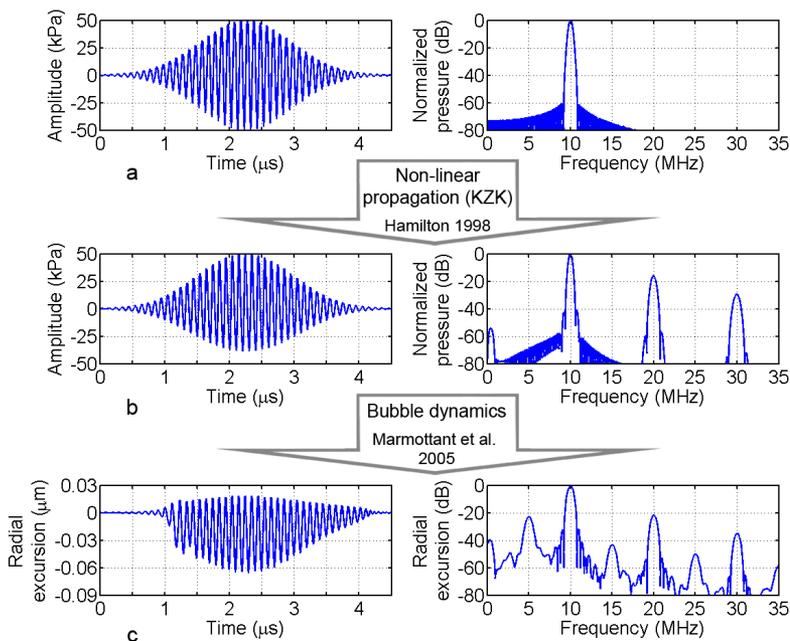 Amplitude (kPa)
50
25
0
-25
-50
0 1 2 3 4
Time (μs)
a
Normalized
pressure (dB)
0
-20
-40
-60
-80
0 5 10 15 20 25 30 35
Frequency (MHz)
Non-linear
propagation (KZK)
Hamilton 1998
Amplitude (kPa)
50
25
0
-25
-50
0 1 2 3 4
Time (μs)
b
Normalized
pressure (dB)
0
-20
-40
-60
-80
0 5 10 15 20 25 30 35
Frequency (MHz)
Bubble dynamics
Marmottant et al.
2005
Radial
excursion (μm)
0.03
0
-0.03
-0.06
-0.09
0 1 2 3 4
Time (μs)
c
Radial
excursion (dB)
0
-20
-40
-60
-80
0 5 10 15 20 25 30 35
Frequency (MHz)